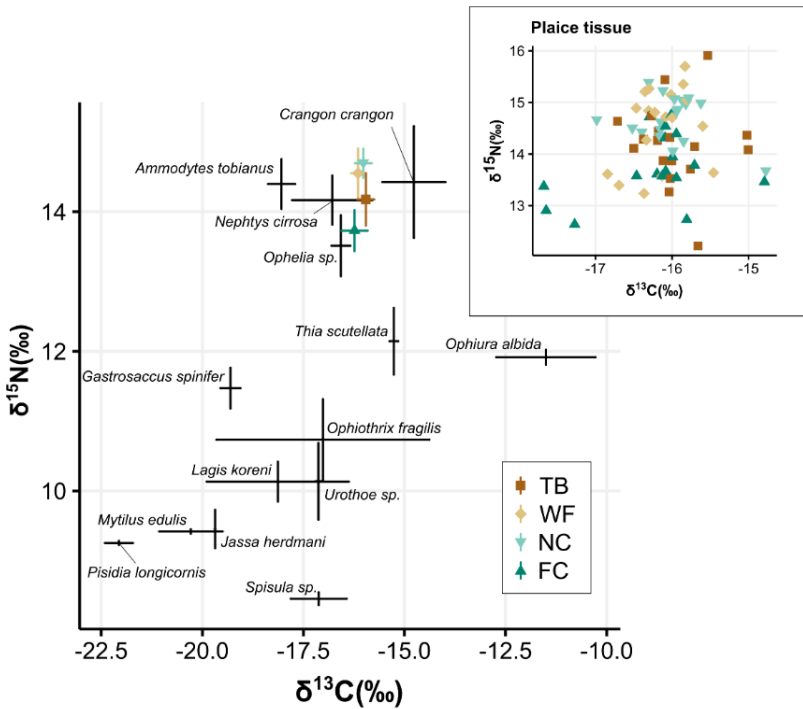 Plaice tissue
16
15
14
13
δ¹⁵N(‰)
-17
-16
-15
δ¹³C(‰)
Crangon crangon
Ammodytes tobianus
Nephtys cirrosa
Ophelia sp.
Thia scutellata
Ophiura albida
Gastrosaccus spinifer
Ophiothrix fragilis
Lagis koreni
Urothoe sp.
Mytilus edulis
Jassa herdmani
Pisidia longicornis
Spisula sp.
TB
WF
NC
FC
14
12
10
8
δ¹⁵N(‰)
-22.5
-20.0
-17.5
-15.0
-12.5
-10.0
δ¹³C(‰)